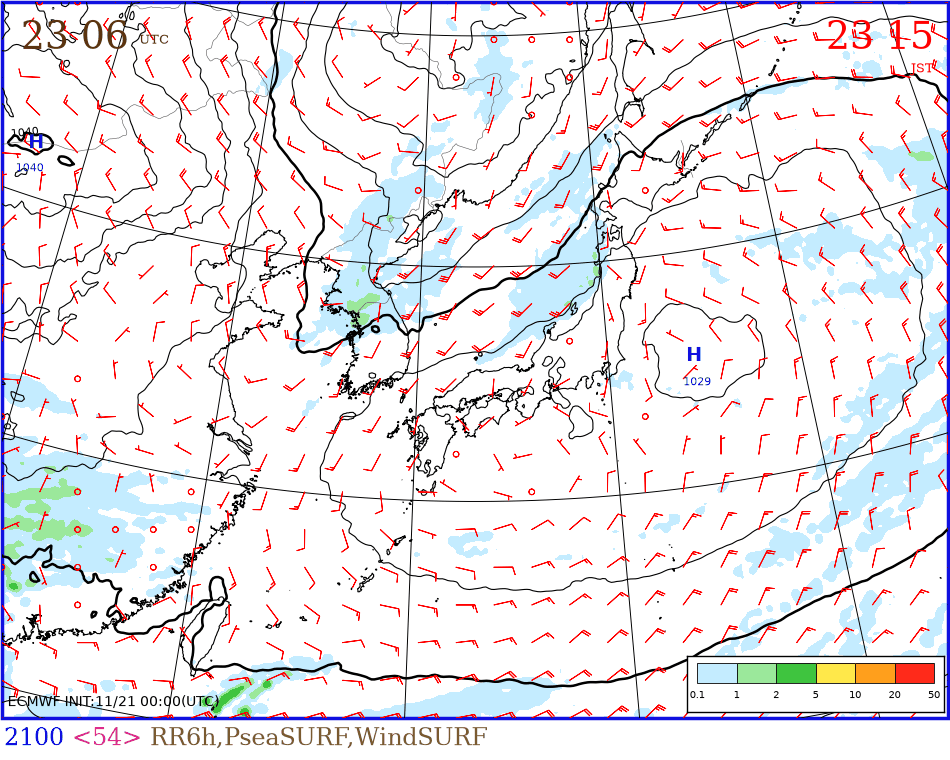 23 06 UTC
23 15
JST
1040
H
1040
H
1029
0.1 1 2 5 10 20 50
ECMWF INIT:11/21 00:00(UTC)
2100 <54> RR6h,PseaSURF,WindSURF